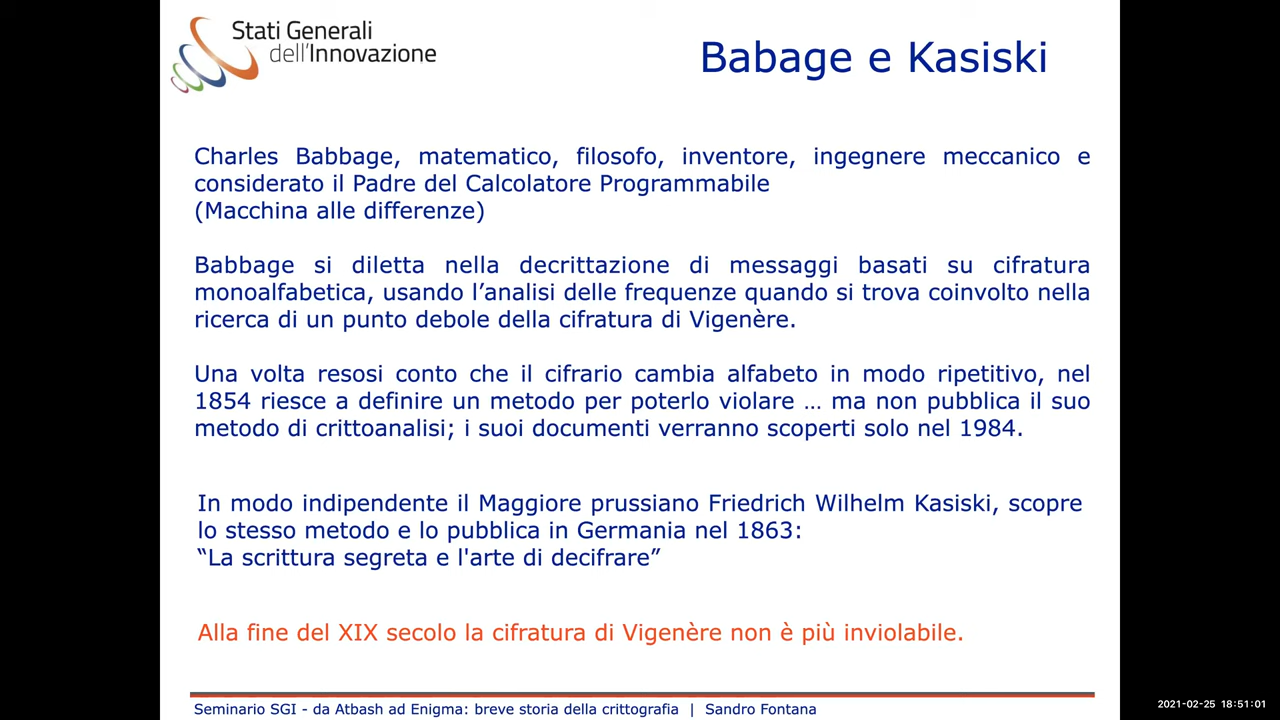 Stati Generali
dell'Innovazione
Babage e Kasiski
Charles Babbage, matematico, filosofo, inventore, ingegnere meccanico e
considerato il Padre del Calcolatore Programmabile
(Macchina alle differenze)
Babbage si diletta nella decrittazione di messaggi basati su cifratura
monoalfabetica, usando l’analisi delle frequenze quando si trova coinvolto nella
ricerca di un punto debole della cifratura di Vigenère.
Una volta resosi conto che il cifrario cambia alfabeto in modo ripetitivo, nel
1854 riesce a definire un metodo per poterlo violare … ma non pubblica il suo
metodo di crittoanalisi; i suoi documenti verranno scoperti solo nel 1984.
In modo indipendente il Maggiore prussiano Friedrich Wilhelm Kasiski, scopre
lo stesso metodo e lo pubblica in Germania nel 1863:
“La scrittura segreta e l'arte di decifrare”
Alla fine del XIX secolo la cifratura di Vigenère non è più inviolabile.
Seminario SGI - da Atbash ad Enigma: breve storia della crittografia | Sandro Fontana
2021-02-25 18:51:01